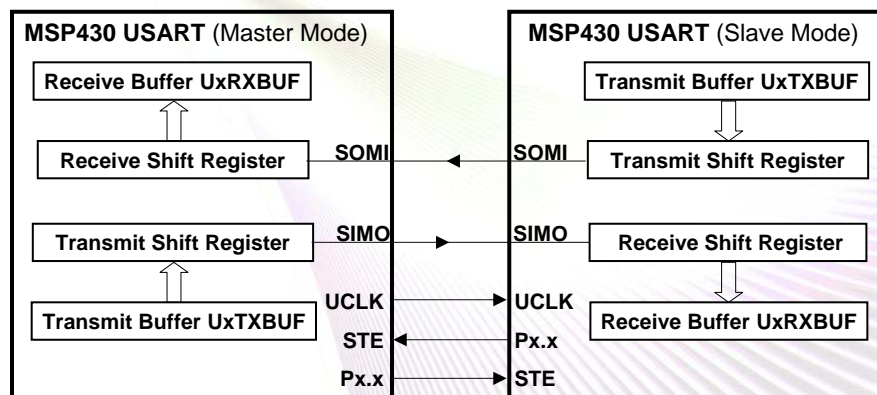 MSP430 USART (Master Mode)
Receive Buffer UxRXBUF
Receive Shift Register
Transmit Shift Register
Transmit Buffer UxTXBUF
SOMI
SIMO
UCLK
STE
Px.x
MSP430 USART (Slave Mode)
Transmit Buffer UxTXBUF
Transmit Shift Register
Receive Shift Register
Receive Buffer UxRXBUF
SOMI
SIMO
UCLK
Px.x
STE